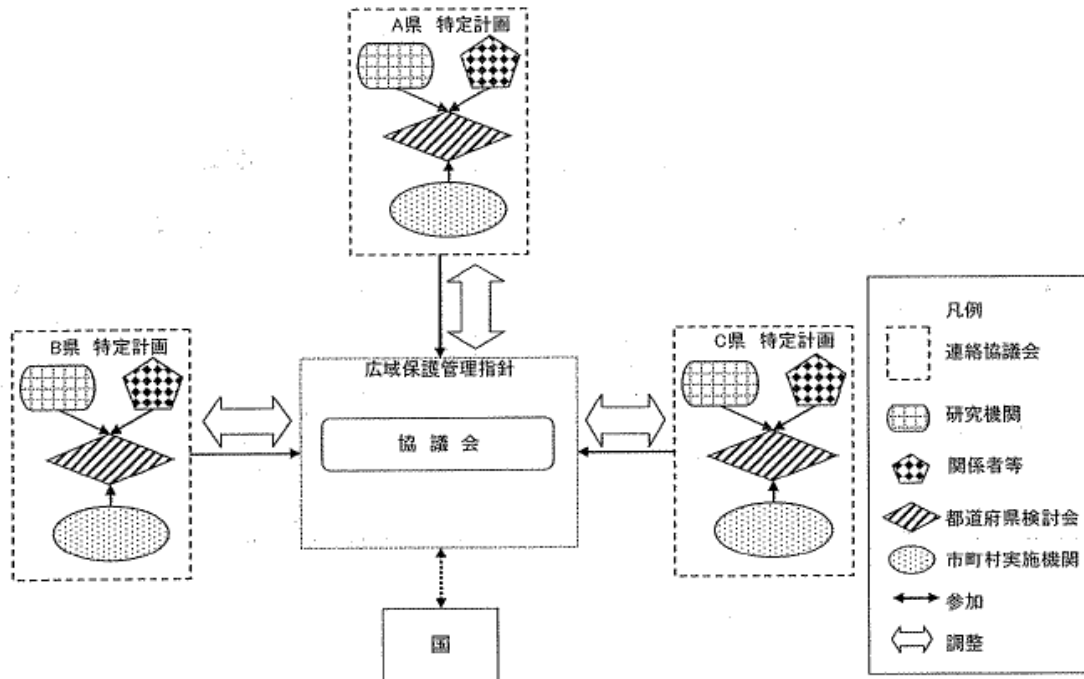 A県 特定計画
B県 特定計画
広域保護管理指針
協議会
C県 特定計画
国
凡例
連絡協議会
研究機関
関係者等
都道府県検討会
市町村実施機関
参加
調整